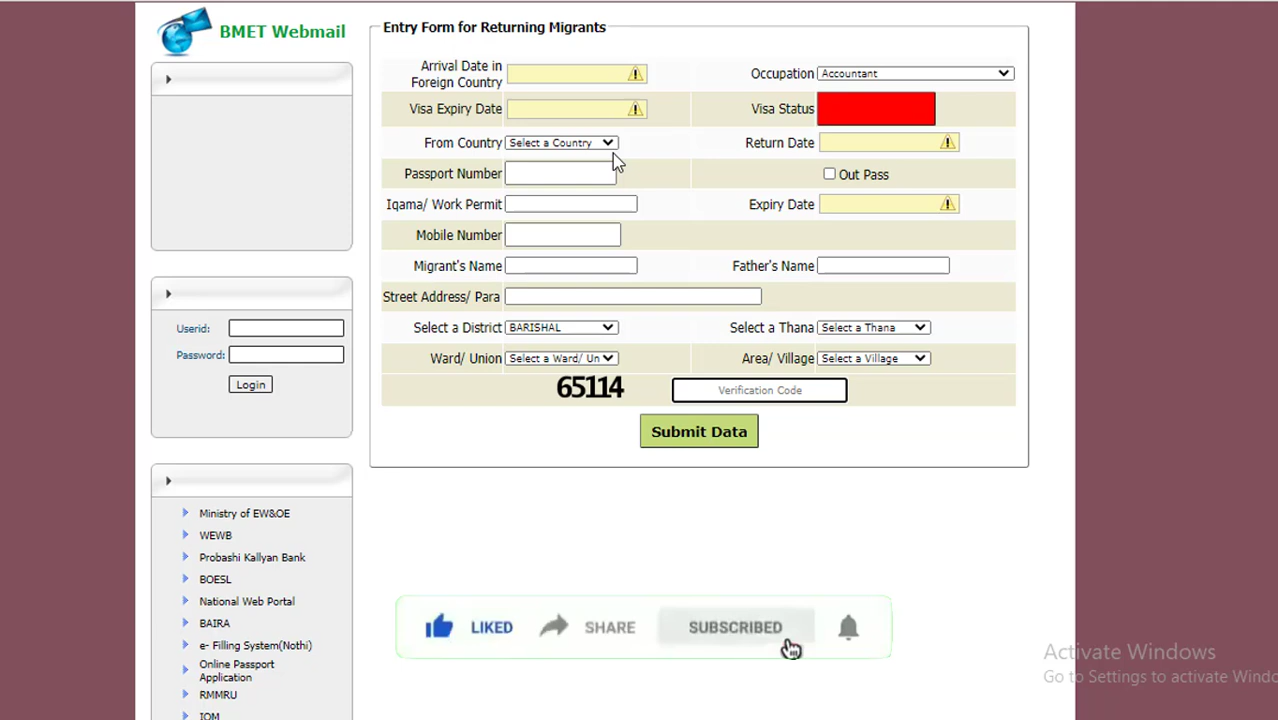 BMET Webmail
Userid:
Password:
Login
Ministry of EW&OE
WEWB
Probashi Kallyan Bank
BOESL
National Web Portal
BAIRA
e- Filling System(Nothi)
Online Passport
Application
RMMRU
IOM
Entry Form for Returning Migrants
Arrival Date in
Foreign Country
Occupation Accountant
Visa Expiry Date Visa Status
From Country Select a Country Return Date
Passport Number Out Pass
Iqama/ Work Permit Expiry Date
Mobile Number
Migrant's Name Father's Name
Street Address/ Para
Select a District BARISHAL Select a Thana Select a Thana
Ward/ Union Select a Ward/ Un Area/ Village Select a Village
65114 Verification Code
Submit Data
LIKED SHARE SUBSCRIBED
Activate Windows
Go to Settings to activate Windo